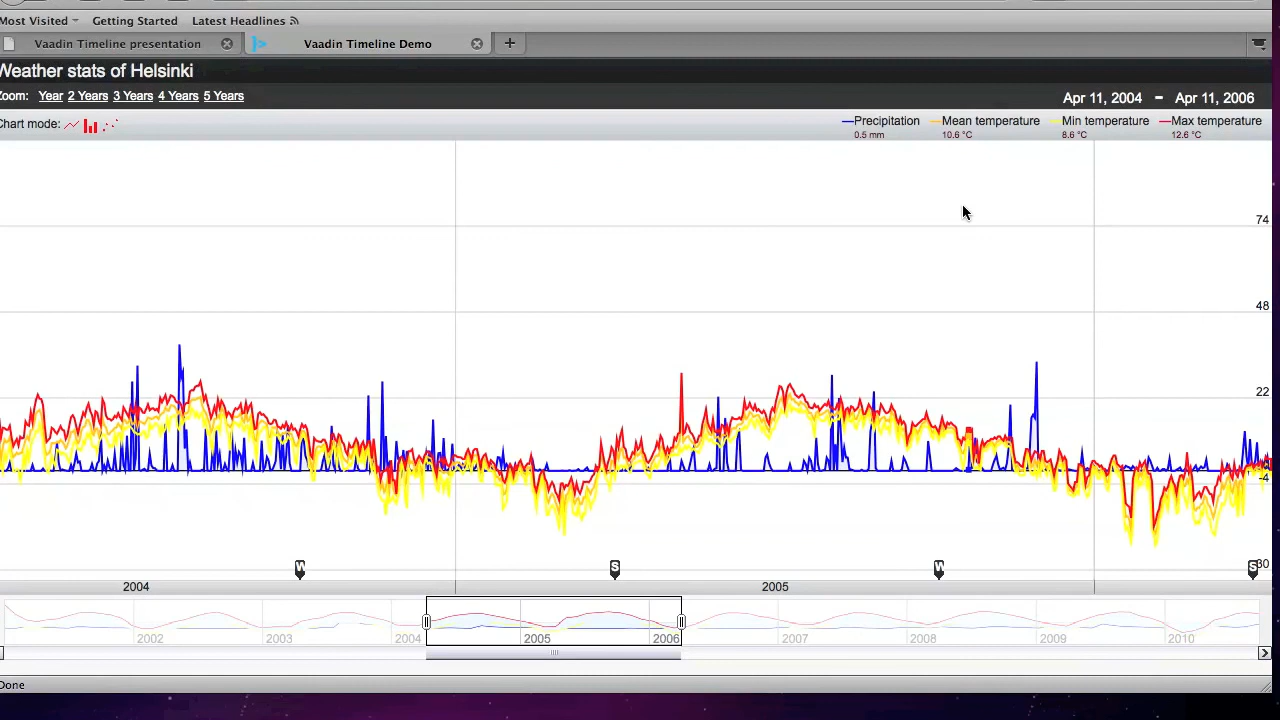 Most Visited Getting Started Latest Headlines
Vaadin Timeline presentation Vaadin Timeline Demo +
Weather stats of Helsinki
Zoom: Year 2 Years 3 Years 4 Years 5 Years Apr 11, 2004 – Apr 11, 2006
Chart mode: Precipitation Mean temperature Min temperature Max temperature
0.5 mm 10.6 °C 8.6 °C 12.6 °C
74
48
22
-4
W S W S 30
2004 2005
2002 2003 2004 2005 2006 2007 2008 2009 2010
Done